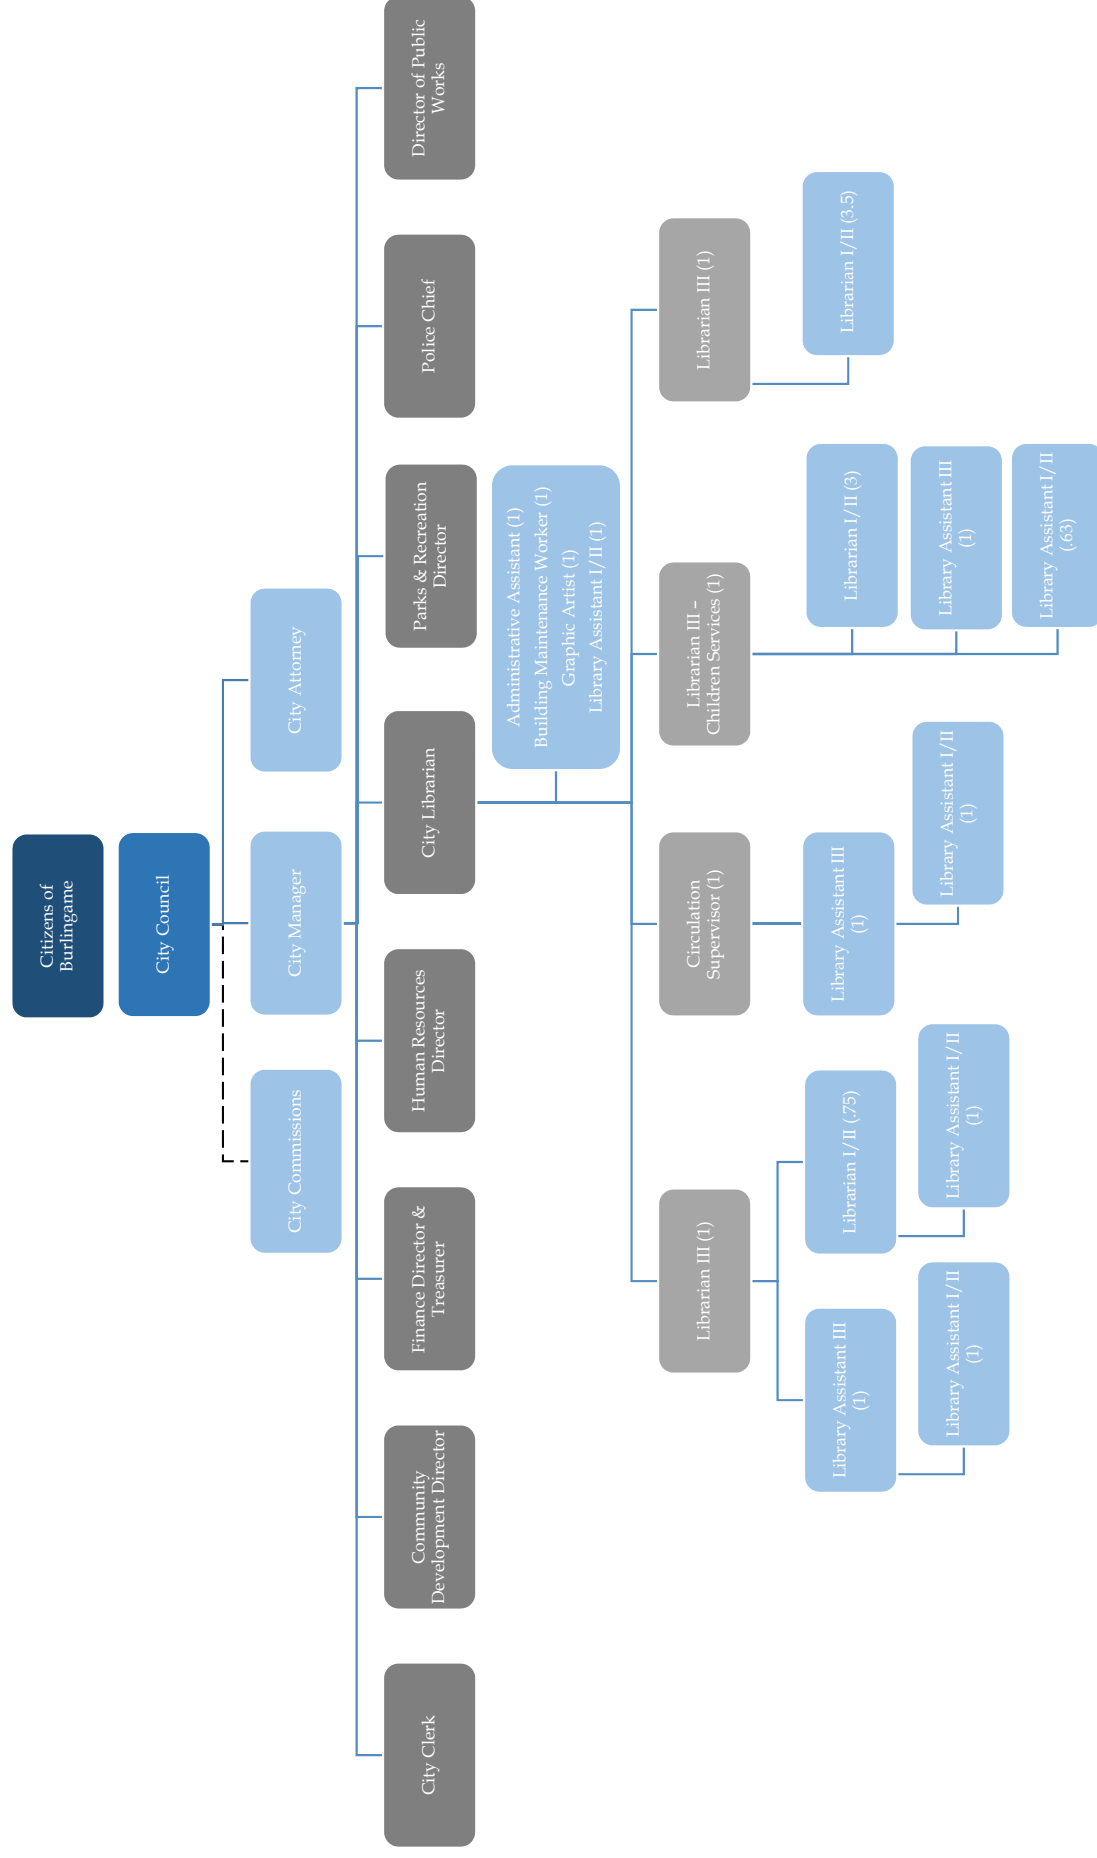 Citizens of
Burlingame
City Council
City Commissions
City Manager
City Attorney
City Clerk
Community
Development Director
Finance Director &
Treasurer
Human Resources
Director
City Librarian
Parks & Recreation
Director
Police Chief
Director of Public
Works
Administrative Assistant (1)
Building Maintenance Worker (1)
Graphic Artist (1)
Library Assistant I/II (1)
Librarian III (1)
Circulation
Supervisor (1)
Librarian III –
Children Services (1)
Librarian III (1)
Library Assistant III
(1)
Librarian I/II (.75)
Library Assistant III
(1)
Librarian I/II (3)
Librarian I/II (3.5)
Library Assistant I/II
(1)
Library Assistant I/II
(1)
Library Assistant I/II
(1)
Library Assistant III
(1)
Library Assistant I/II
(.63)